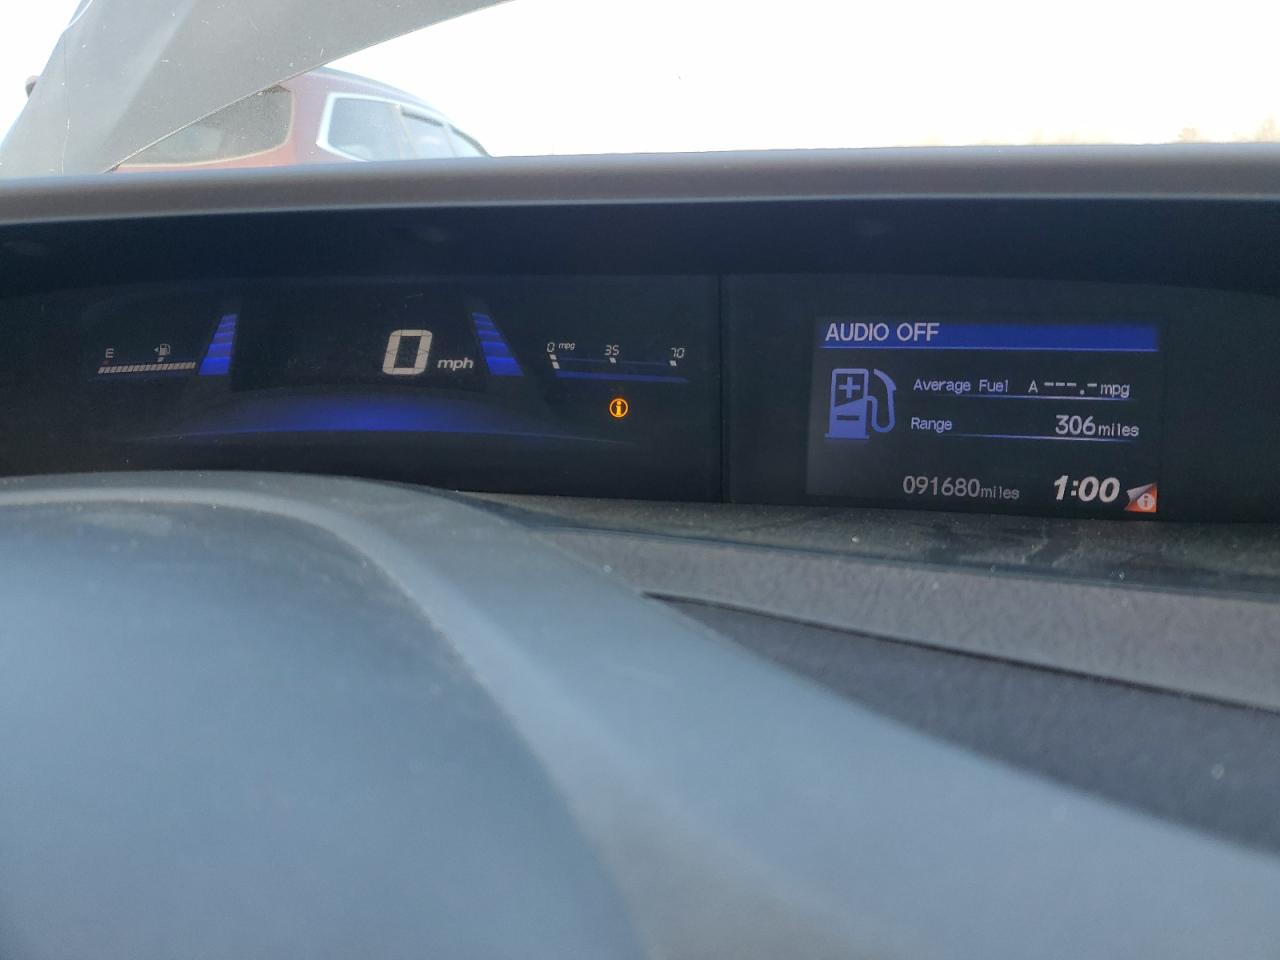 E
0 mph
0 mpg 35 70
AUDIO OFF
Average Fuel A ---.- mpg
Range 306 miles
091680 miles 1:00